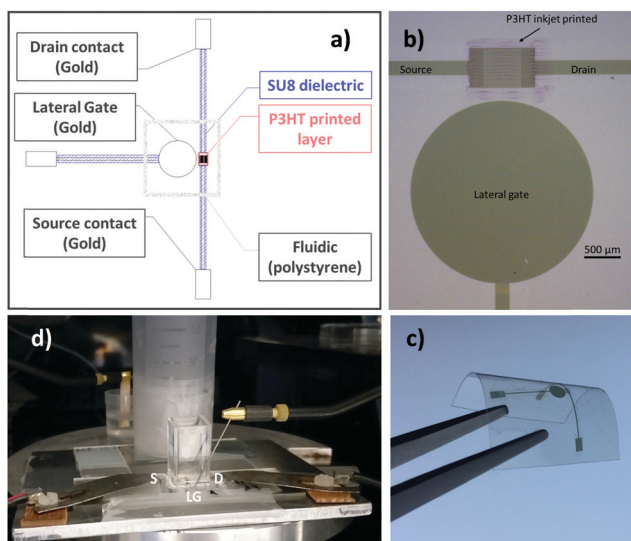 a)
Drain contact
(Gold)
SU8 dielectric
Lateral Gate
(Gold)
P3HT printed
layer
Source contact
(Gold)
Fluidic
(polystyrene)
b)
P3HT inkjet printed
Source
Drain
Lateral gate
500 µm
d)
S
D
LG
c)